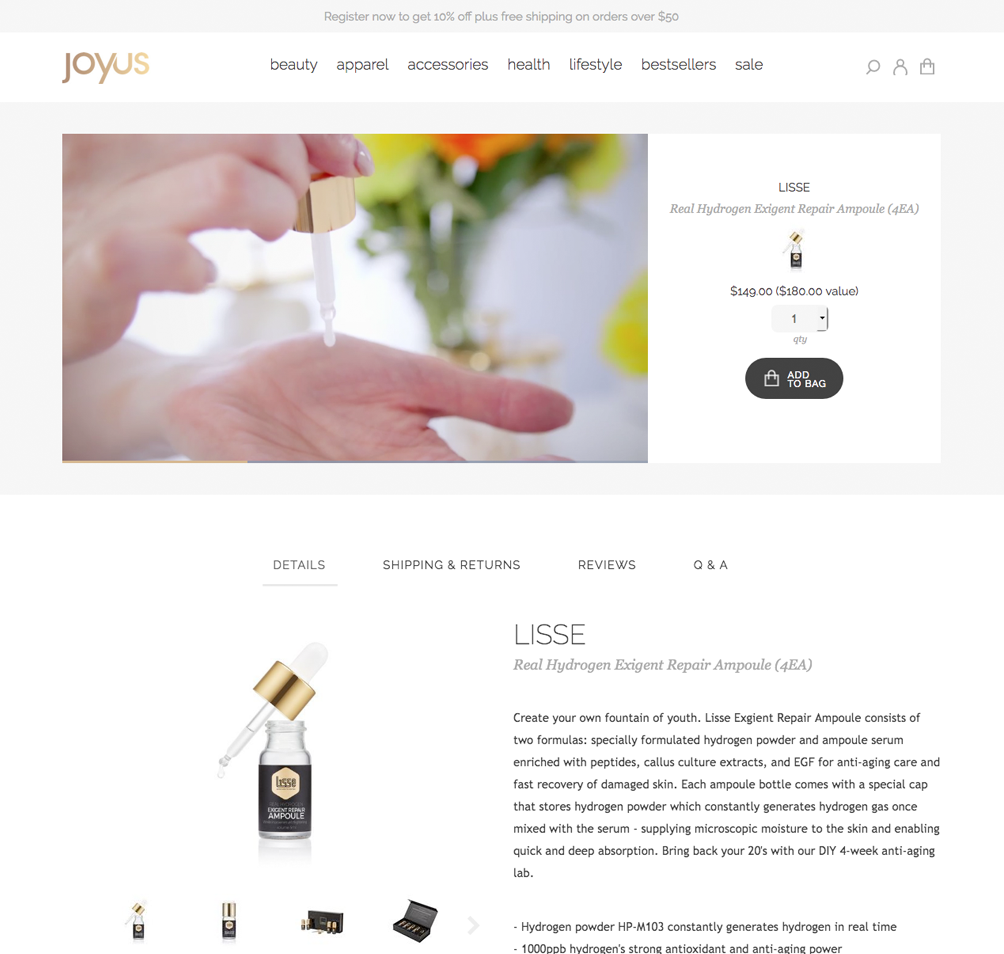 Register now to get 10% off plus free shipping on orders over $50
joyus
beauty apparel accessories health lifestyle bestsellers sale
LISSE
Real Hydrogen Exigent Repair Ampoule (4EA)
$149.00 ($180.00 value)
1
qty
ADD
TO BAG
DETAILS SHIPPING & RETURNS REVIEWS Q & A
LISSE
Real Hydrogen Exigent Repair Ampoule (4EA)
Create your own fountain of youth. Lisse Exgient Repair Ampoule consists of
two formulas: specially formulated hydrogen powder and ampoule serum
enriched with peptides, callus culture extracts, and EGF for anti-aging care and
fast recovery of damaged skin. Each ampoule bottle comes with a special cap
that stores hydrogen powder which constantly generates hydrogen gas once
mixed with the serum - supplying microscopic moisture to the skin and enabling
quick and deep absorption. Bring back your 20's with our DIY 4-week anti-aging
lab.
- Hydrogen powder HP-M103 constantly generates hydrogen in real time
- 1000ppb hydrogen's strong antioxidant and anti-aging power
Lisse
EXIGENT REPAIR
AMPOULE